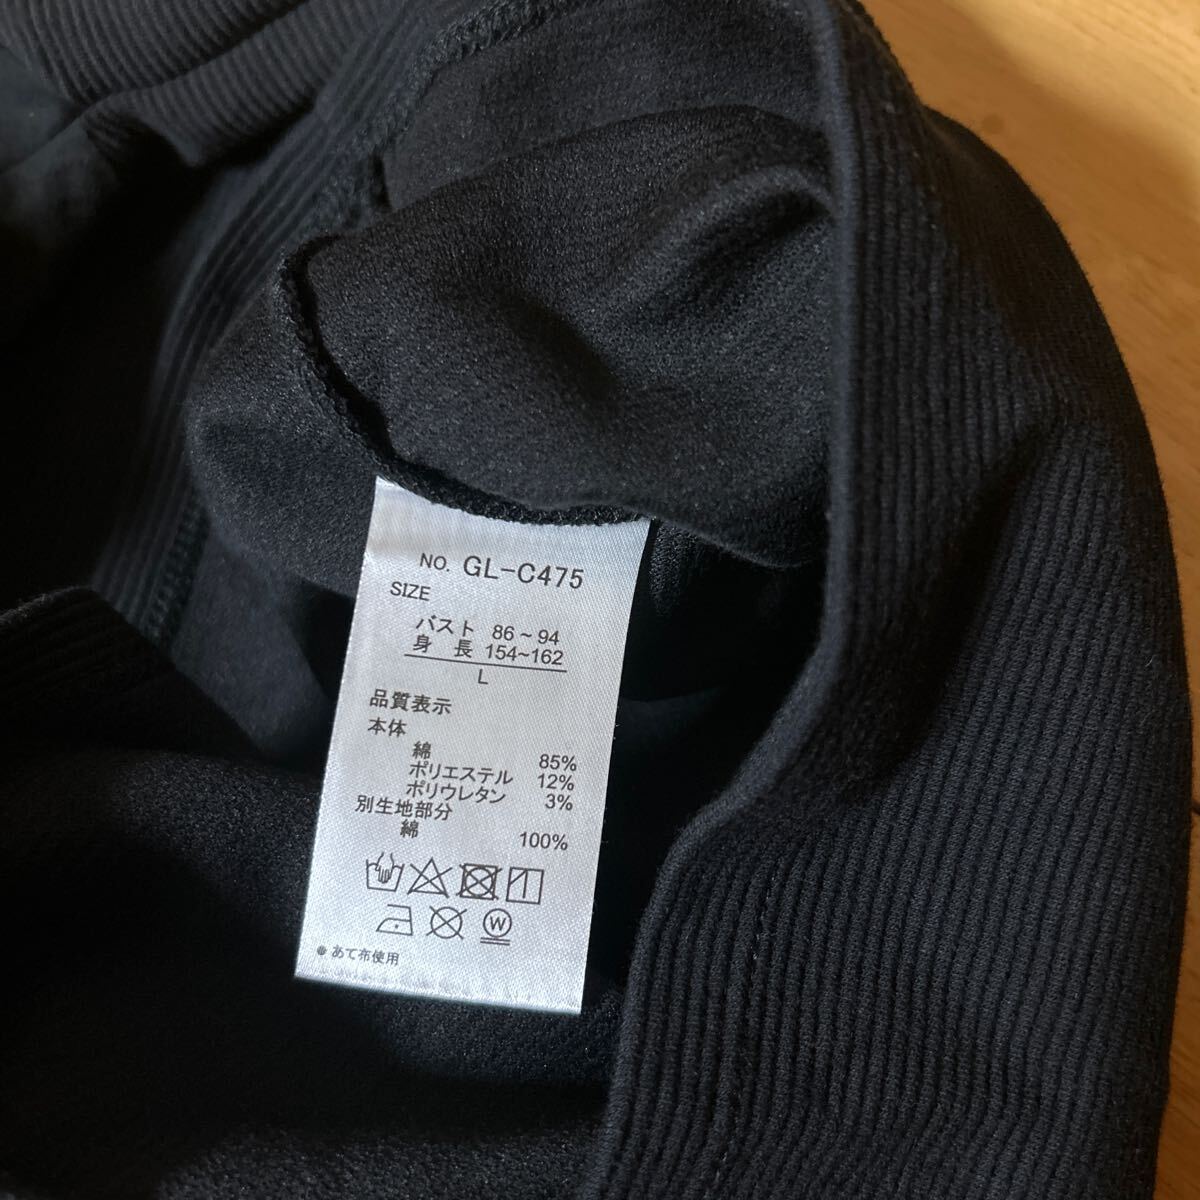 NO. GL-C475
SIZE
バスト 86～94
身 長 154~162
L
品質表示
本体
綿 85%
ポリエステル 12%
ポリウレタン 3%
別生地部分
綿 100%
W
●あて布使用